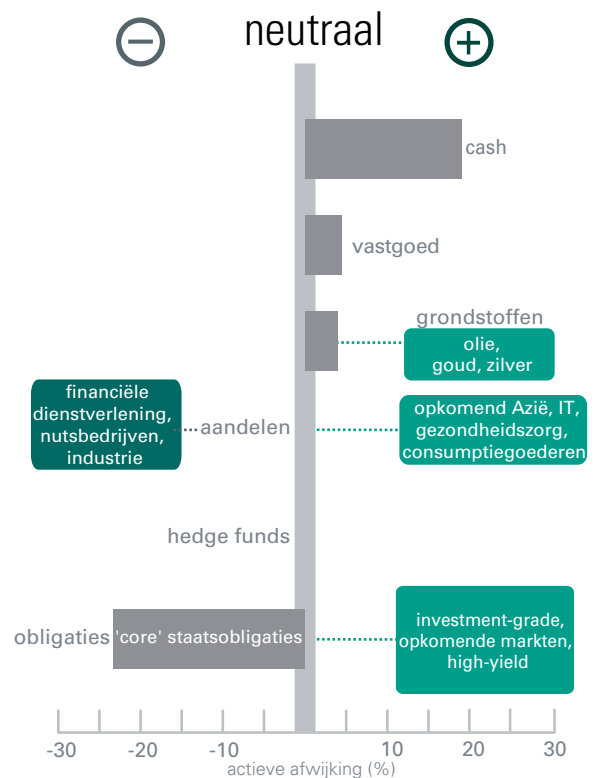 neutraal
cash
vastgoed
grondstoffen
olie,
goud, zilver
financiële
dienstverlening,
nutsbedrijven,
industrie
aandelen
opkomend Azië, IT,
gezondheidszorg,
consumptiegoederen
hedge funds
obligaties 'core' staatsobligaties
investment-grade,
opkomende markten,
high-yield
-30 -20 -10 10 20 30
actieve afwijking (%)